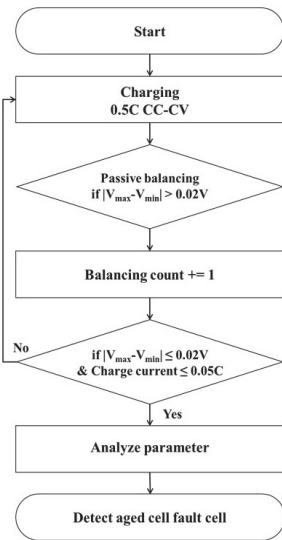 Start
Charging
0.5C CC-CV
Passive balancing
if |Vmax-Vmin| > 0.02V
Balancing count += 1
No
if |Vmax-Vmin| ≤ 0.02V
& Charge current ≤ 0.05C
Yes
Analyze parameter
Detect aged cell fault cell